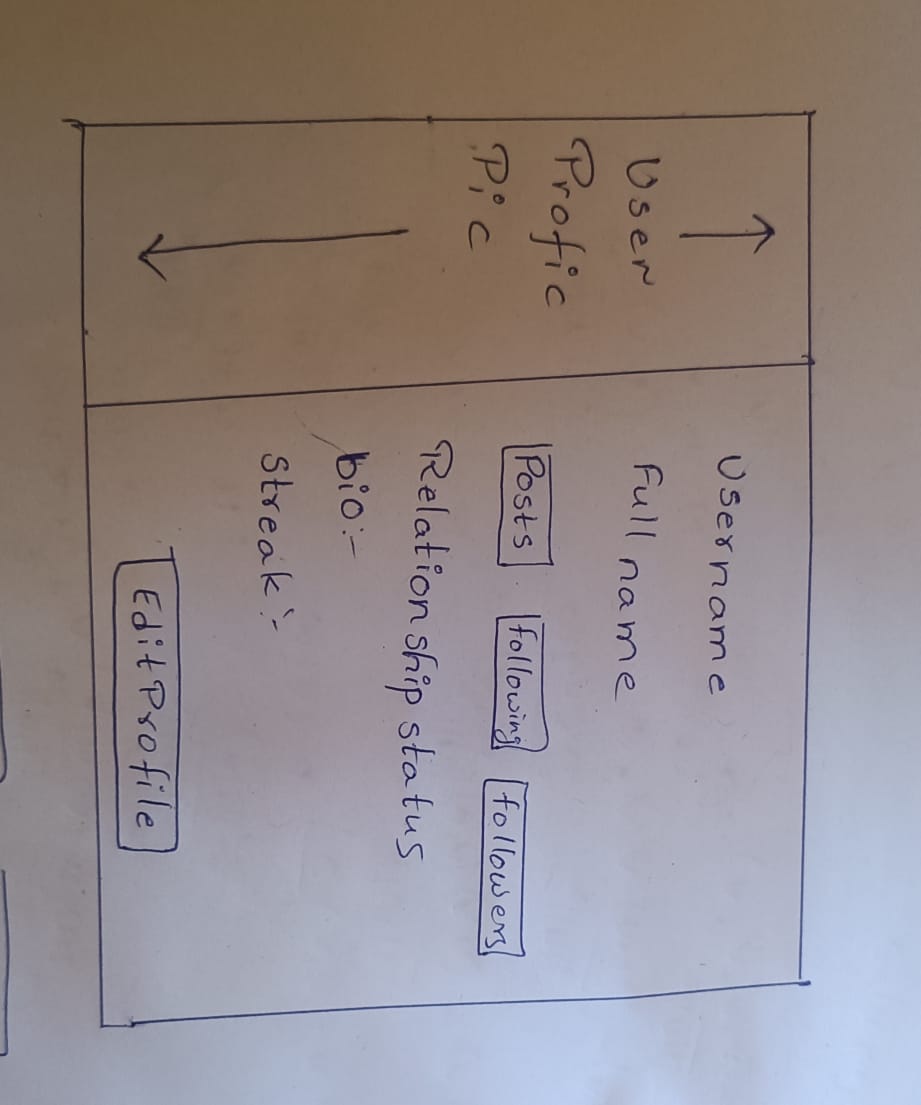 User
Profic
Pic
Username
Full name
Posts following followers
Relationship status
bio:-
Streak:-
Edit Profile